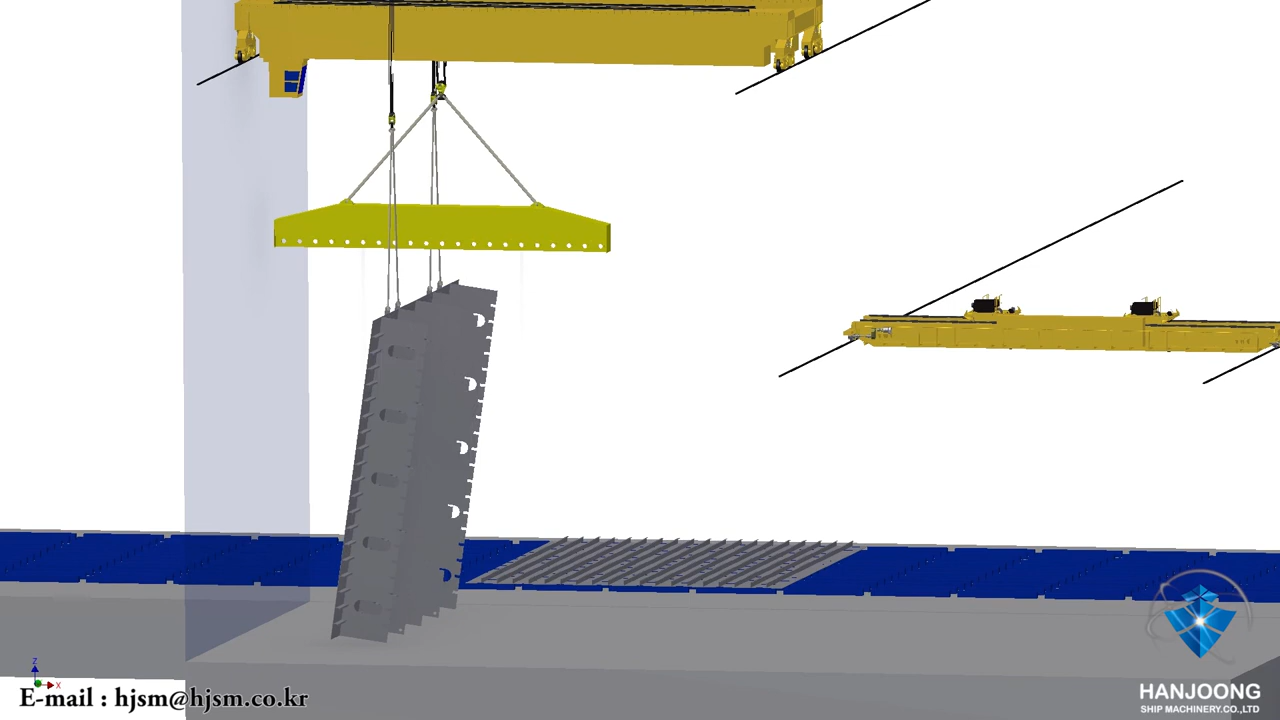 Z
X
E-mail : hjsm@hjsm.co.kr
HANJOONG
SHIP MACHINERY.CO.,LTD